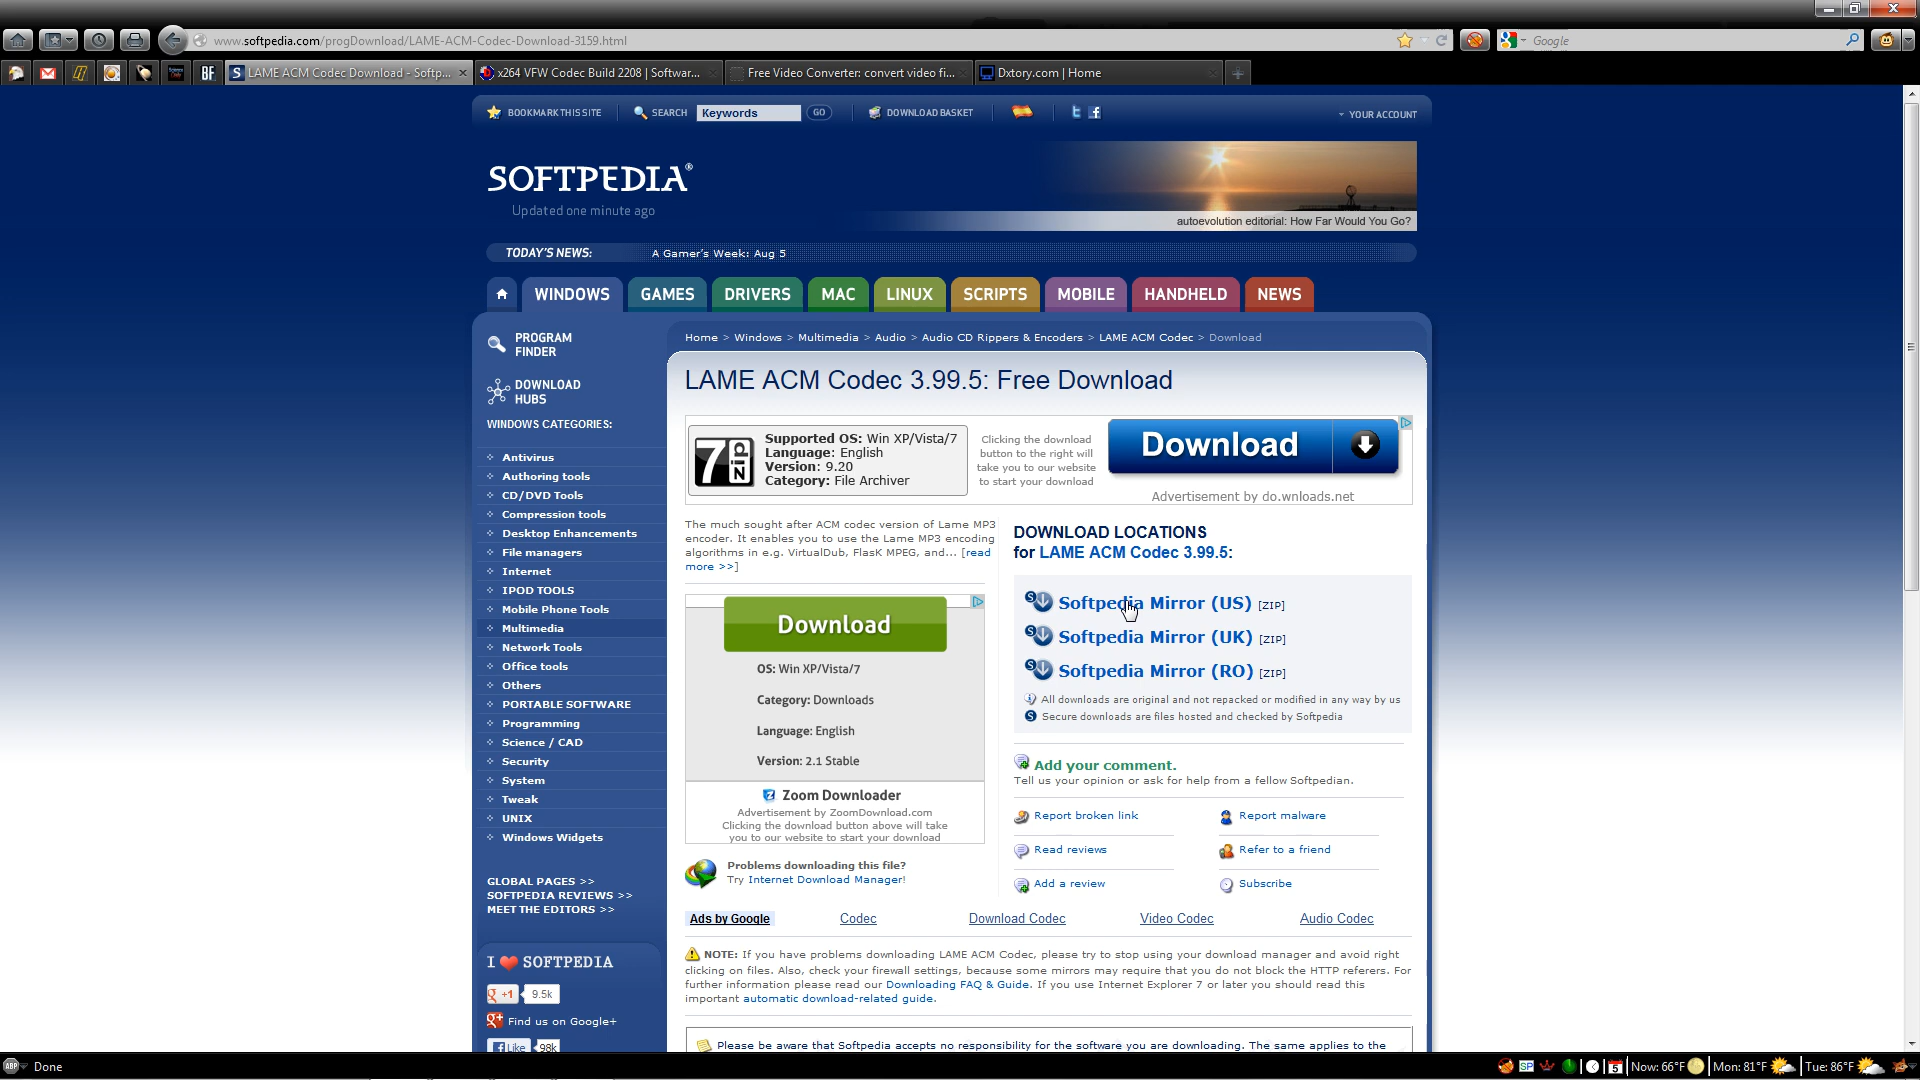 www.softpedia.com/progDownload/LAME-ACM-Codec-Download-3159.html
Google
BF
LAME ACM Codec Download - Softp...
x264 VFW Codec Build 2208 | Softwar...
Free Video Converter: convert video fi...
Dxtory.com | Home
BOOKMARK THIS SITE
SEARCH
Keywords
GO
DOWNLOAD BASKET
YOUR ACCOUNT
SOFTPEDIA®
Updated one minute ago
autoevolution editorial: How Far Would You Go?
TODAY'S NEWS:
A Gamer's Week: Aug 5
WINDOWS
GAMES
DRIVERS
MAC
LINUX
SCRIPTS
MOBILE
HANDHELD
NEWS
PROGRAM
FINDER
DOWNLOAD
HUBS
WINDOWS CATEGORIES:
Antivirus
Authoring tools
CD/DVD Tools
Compression tools
Desktop Enhancements
File managers
Internet
IPOD TOOLS
Mobile Phone Tools
Multimedia
Network Tools
Office tools
Others
PORTABLE SOFTWARE
Programming
Science / CAD
Security
System
Tweak
UNIX
Windows Widgets
GLOBAL PAGES >>
SOFTPEDIA REVIEWS >>
MEET THE EDITORS >>
I SOFTPEDIA
g +1 9.5k
Find us on Google+
Like 98k
Home > Windows > Multimedia > Audio > Audio CD Rippers & Encoders > LAME ACM Codec > Download
LAME ACM Codec 3.99.5: Free Download
7zip
Supported OS: Win XP/Vista/7
Language: English
Version: 9.20
Category: File Archiver
Clicking the download
button to the right will
take you to our website
to start your download
Download
Advertisement by do.wnloads.net
The much sought after ACM codec version of Lame MP3
encoder. It enables you to use the Lame MP3 encoding
algorithms in e.g. VirtualDub, FlasK MPEG, and... [read
more >>]
Download
OS: Win XP/Vista/7
Category: Downloads
Language: English
Version: 2.1 Stable
Zoom Downloader
Advertisement by ZoomDownload.com
Clicking the download button above will take
you to our website to start your download
Problems downloading this file?
Try Internet Download Manager!
DOWNLOAD LOCATIONS
for LAME ACM Codec 3.99.5:
Softpedia Mirror (US) [ZIP]
Softpedia Mirror (UK) [ZIP]
Softpedia Mirror (RO) [ZIP]
All downloads are original and not repacked or modified in any way by us
Secure downloads are files hosted and checked by Softpedia
Add your comment.
Tell us your opinion or ask for help from a fellow Softpedian.
Report broken link
Report malware
Read reviews
Refer to a friend
Add a review
Subscribe
Ads by Google
Codec
Download Codec
Video Codec
Audio Codec
NOTE: If you have problems downloading LAME ACM Codec, please try to stop using your download manager and avoid right
clicking on files. Also, check your firewall settings, because some mirrors may require that you do not block the HTTP referers. For
further information please read our Downloading FAQ & Guide. If you use Internet Explorer 7 or later you should read this
important automatic download-related guide.
Please be aware that Softpedia accepts no responsibility for the software you are downloading. The same applies to the
ABP
Done
SP
5
Now: 66°F
Mon: 81°F
Tue: 86°F